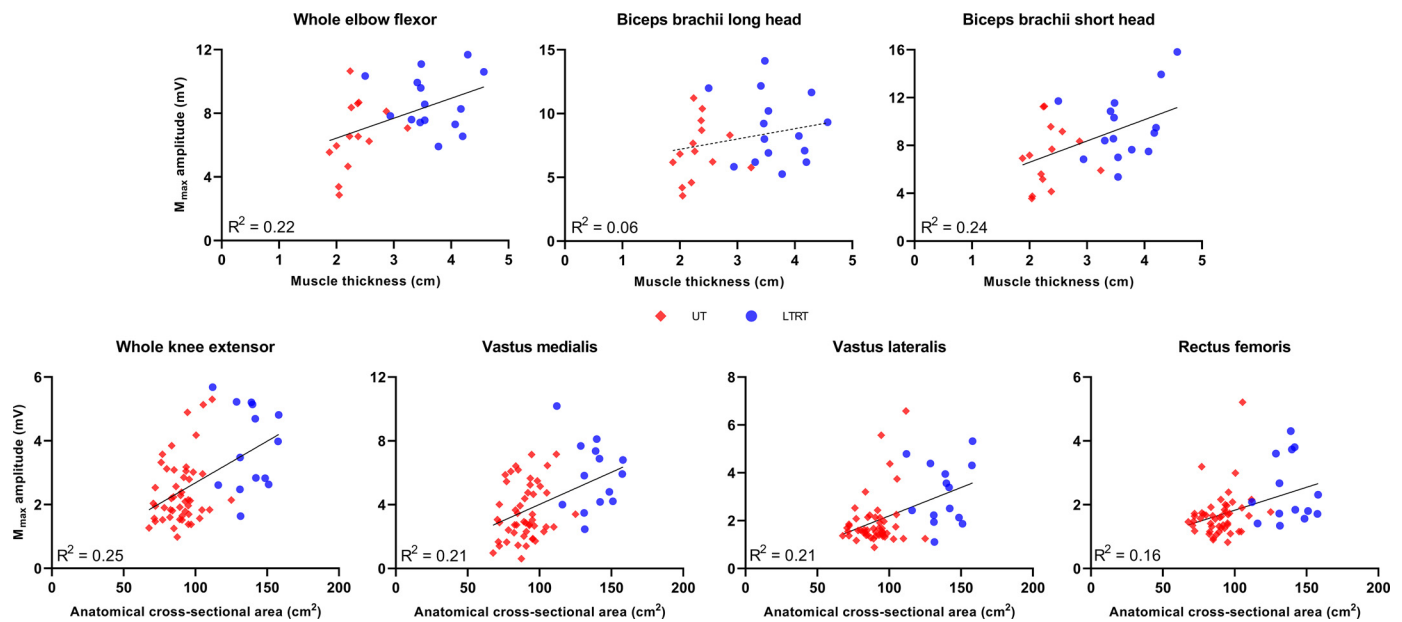 Whole elbow flexor
Biceps brachii long head
Biceps brachii short head
M_max amplitude (mV)
12
8
4
0
R² = 0.22
0 1 2 3 4 5
Muscle thickness (cm)
15
10
5
0
R² = 0.06
0 1 2 3 4 5
Muscle thickness (cm)
16
12
8
4
0
R² = 0.24
0 1 2 3 4 5
Muscle thickness (cm)
UT
LTRT
Whole knee extensor
Vastus medialis
Vastus lateralis
Rectus femoris
M_max amplitude (mV)
6
4
2
0
R² = 0.25
0 50 100 150 200
Anatomical cross-sectional area (cm²)
12
8
4
0
R² = 0.21
0 50 100 150 200
Anatomical cross-sectional area (cm²)
8
6
4
2
0
R² = 0.21
0 50 100 150 200
Anatomical cross-sectional area (cm²)
6
4
2
0
R² = 0.16
0 50 100 150 200
Anatomical cross-sectional area (cm²)